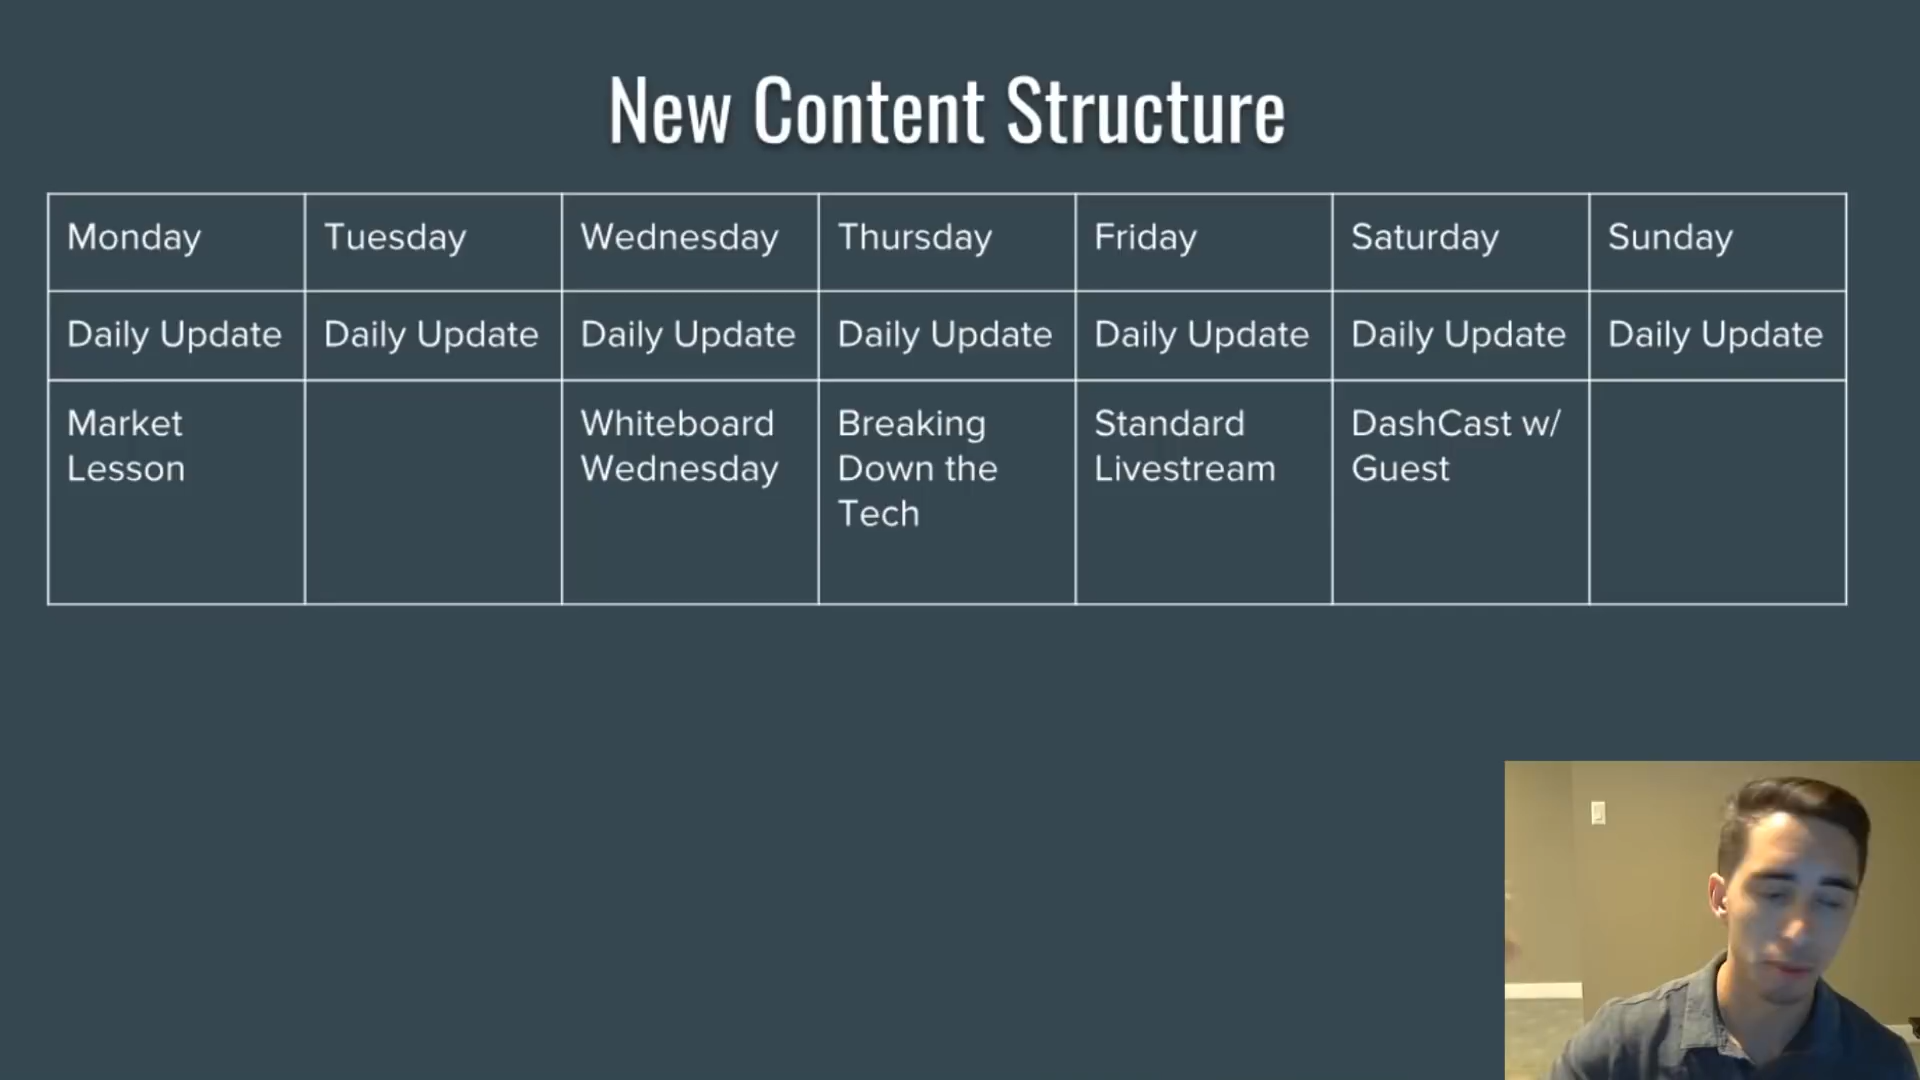 New Content Structure
Monday
Tuesday
Wednesday
Thursday
Friday
Saturday
Sunday
Daily Update
Daily Update
Daily Update
Daily Update
Daily Update
Daily Update
Daily Update
Market
Lesson
Whiteboard
Wednesday
Breaking
Down the
Tech
Standard
Livestream
DashCast w/
Guest